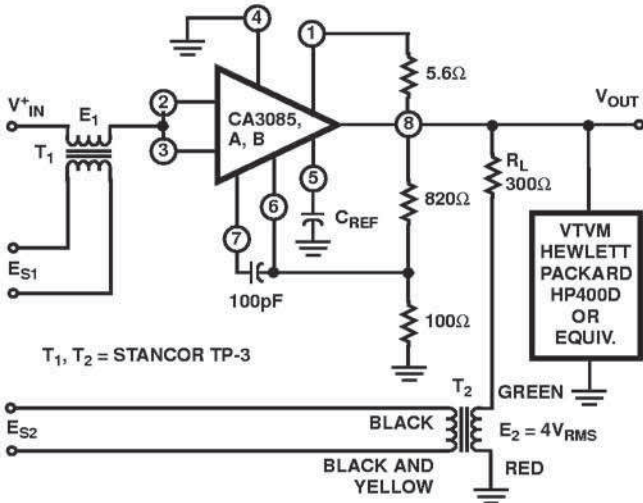 4
1
5.6Ω
V+IN
E1
2
CA3085,
A, B
8
VOUT
T1
3
5
RL
300Ω
6
820Ω
CREF
7
VTVM
HEWLETT
PACKARD
HP400D
OR
EQUIV.
ES1
100pF
100Ω
T1, T2 = STANCOR TP-3
T2
GREEN
ES2
BLACK
E2 = 4VRMS
BLACK AND
YELLOW
RED